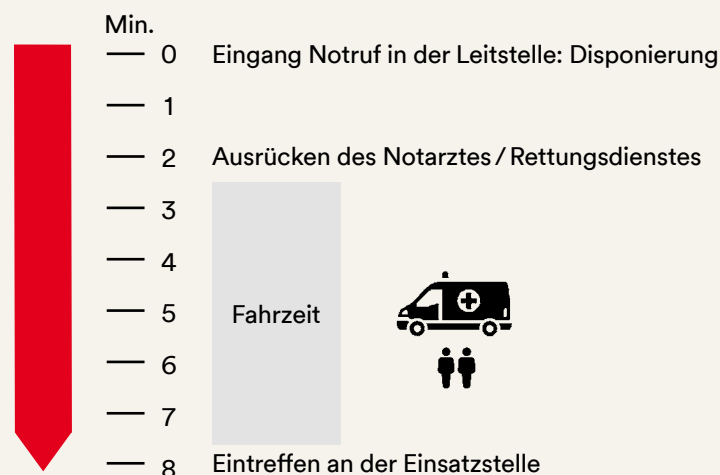 Min.
0 Eingang Notruf in der Leitstelle: Disponierung
1
2 Ausrücken des Notarztes / Rettungsdienstes
3
4
5 Fahrzeit
6
7
8 Eintreffen an der Einsatzstelle